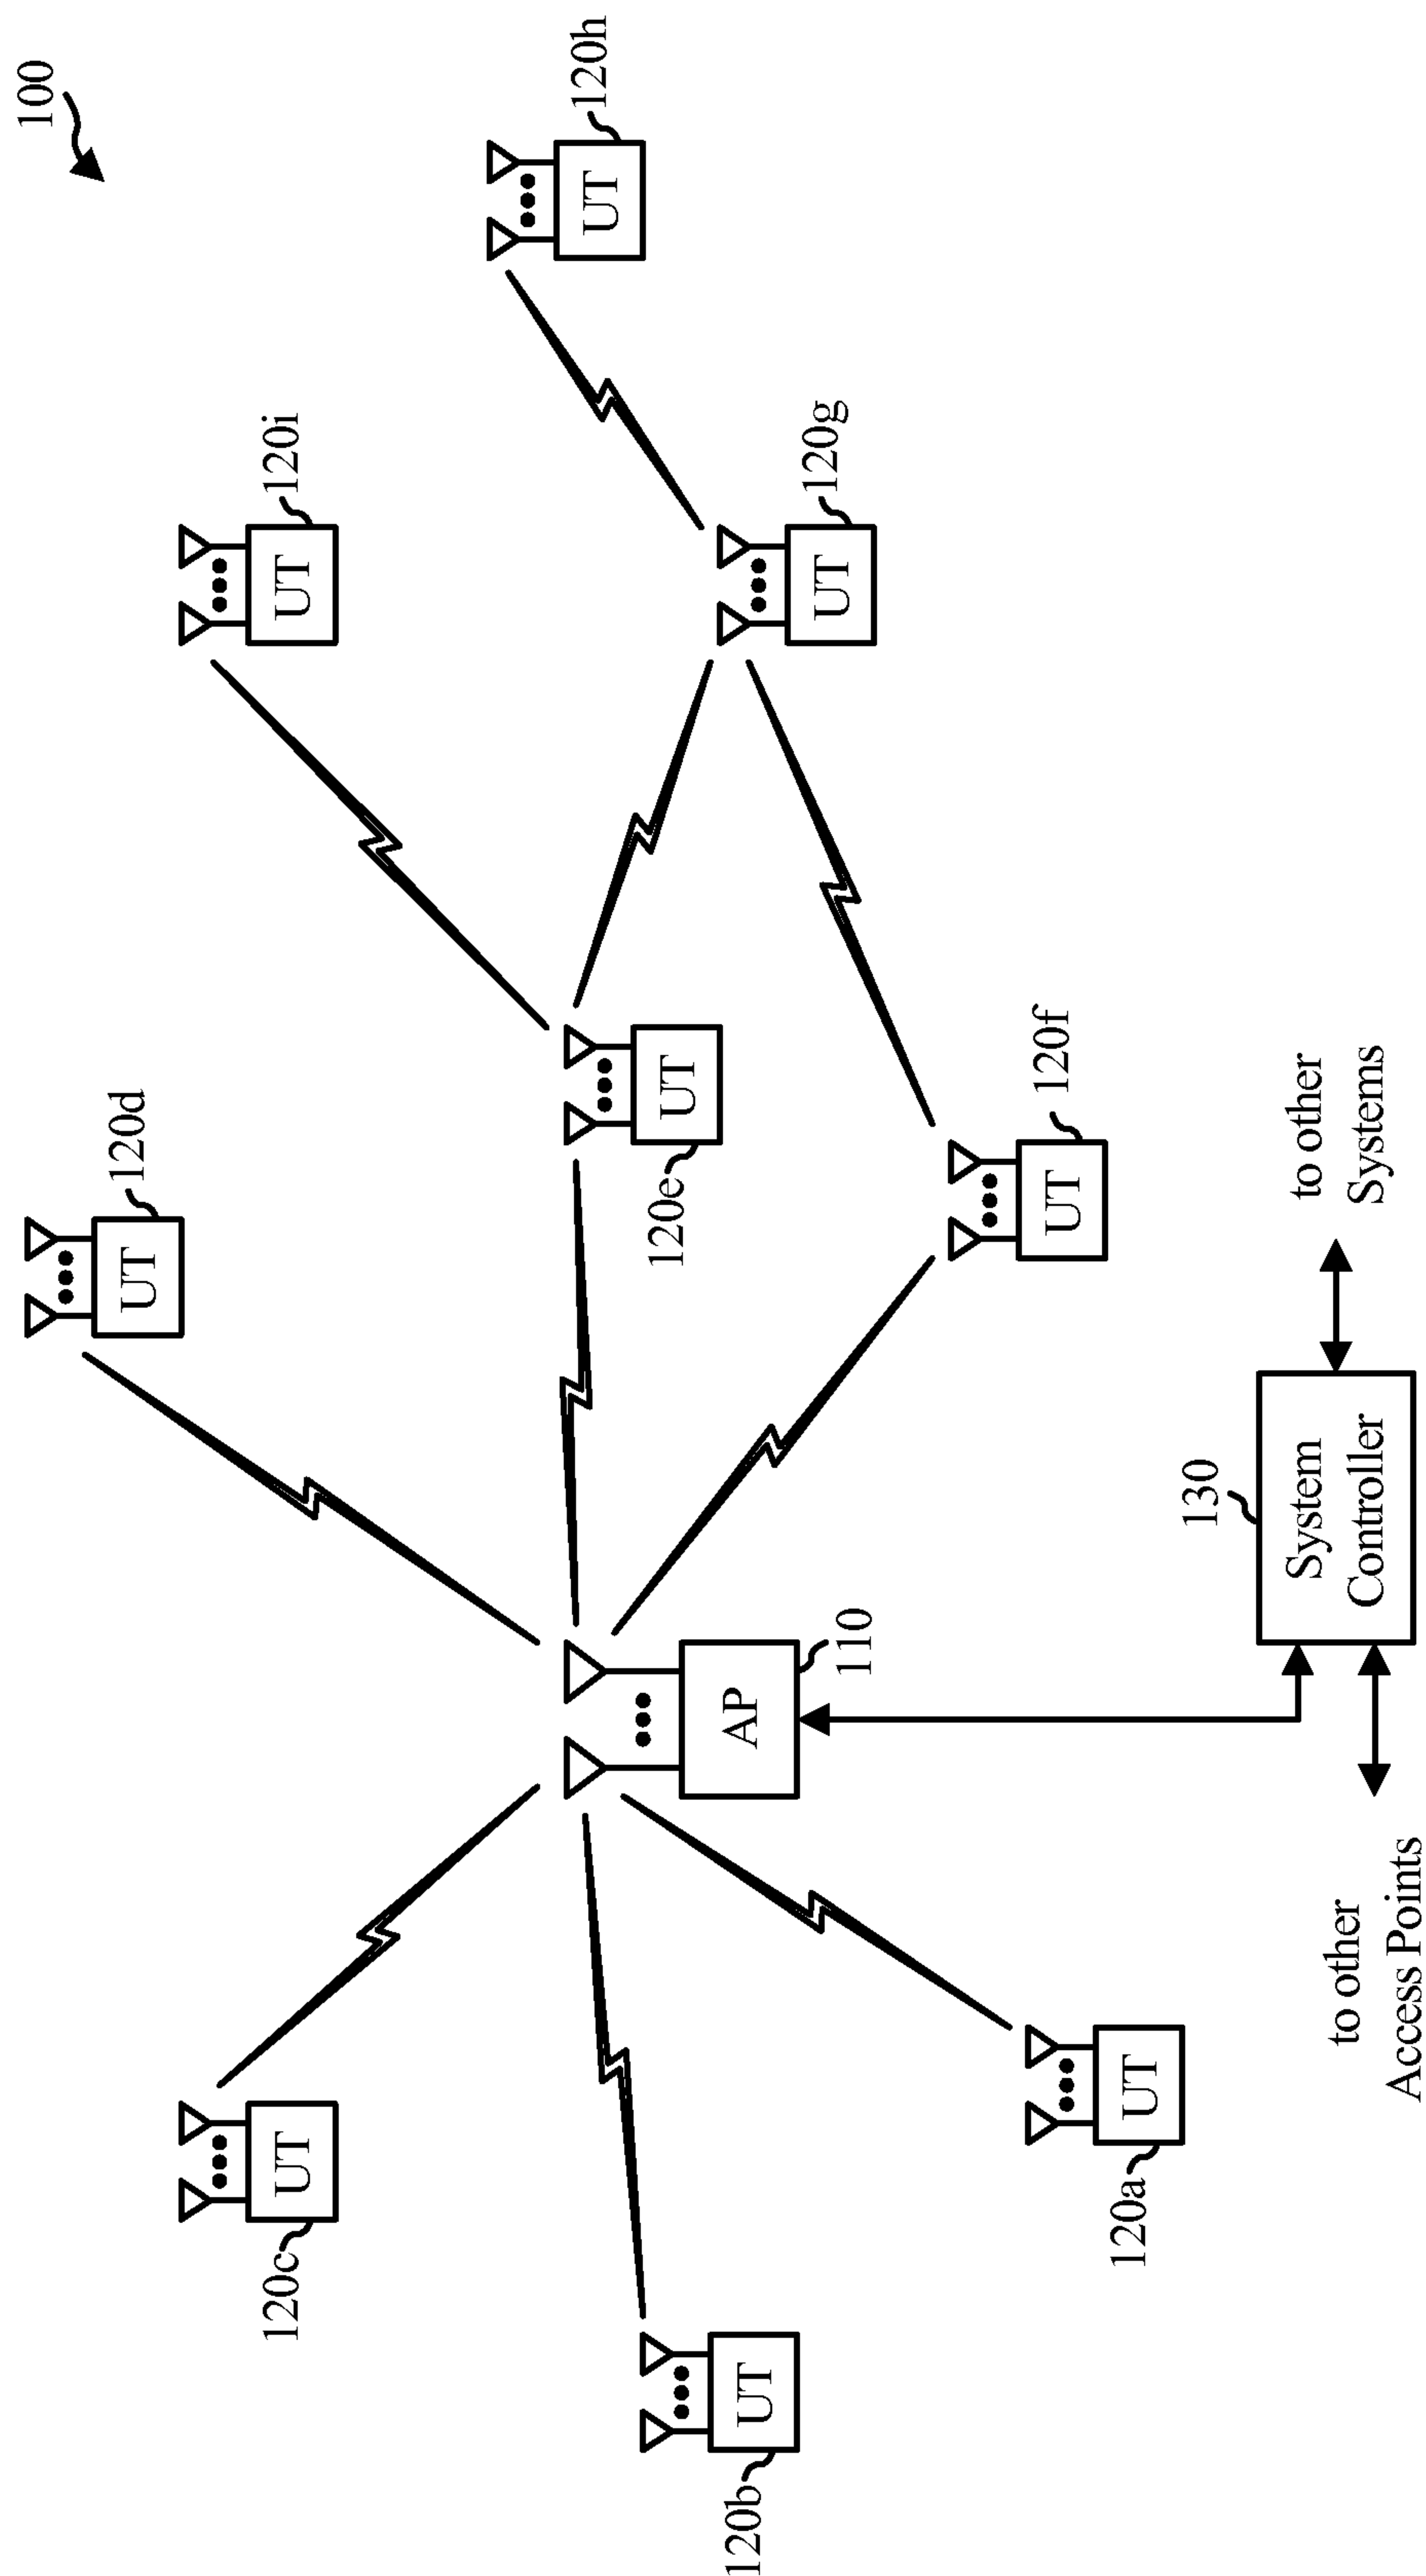 100
120d
UT
120i
UT
120h
UT
120c
UT
UT
120e
UT
120g
120b
UT
AP
110
UT
120f
120a
UT
130
System
Controller
to other
Systems
to other
Access Points